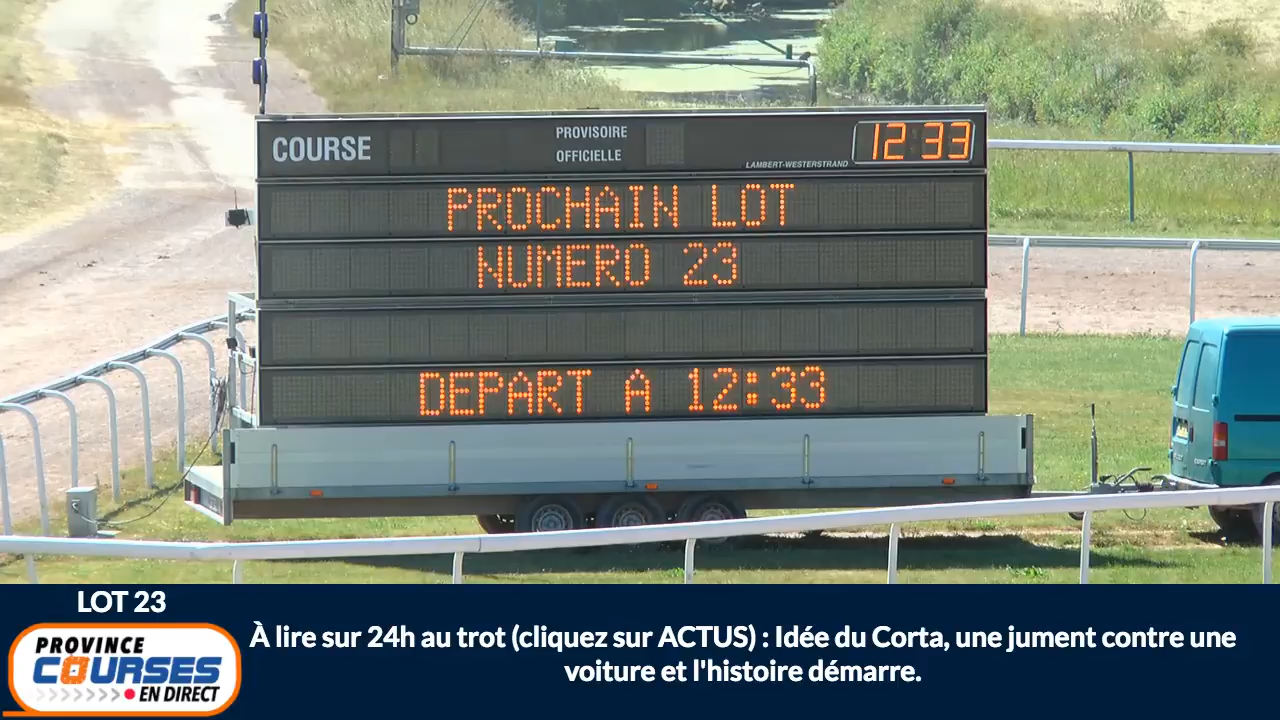 COURSE
PROVISOIRE
OFFICIELLE
12:33
LAMBERT-WESTERSTRAND
PROCHAIN LOT
NUMERO 23
DEPART A 12:33
LOT 23
PROVINCE
COURSES
EN DIRECT
À lire sur 24h au trot (cliquez sur ACTUS) : Idée du Corta, une jument contre une
voiture et l'histoire démarre.